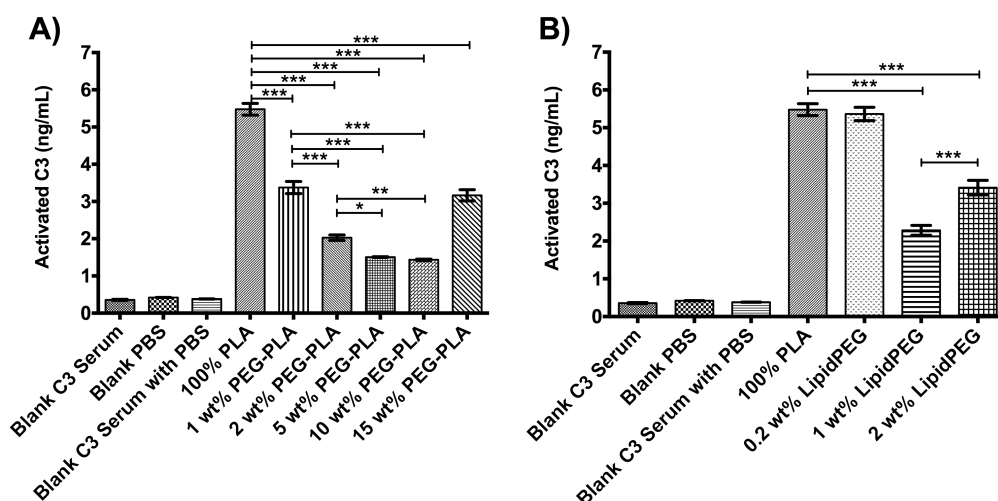 A)
Activated C3 (ng/mL)
7
6
5
4
3
2
1
0
***
***
***
***
***
***
***
***
**
*
Blank C3 Serum
Blank PBS
Blank C3 Serum with PBS
100% PLA
1 wt% PEG-PLA
2 wt% PEG-PLA
5 wt% PEG-PLA
10 wt% PEG-PLA
15 wt% PEG-PLA
B)
Activated C3 (ng/mL)
7
6
5
4
3
2
1
0
***
***
***
Blank C3 Serum
Blank PBS
Blank C3 Serum with PBS
100% PLA
0.2 wt% LipidPEG
1 wt% LipidPEG
2 wt% LipidPEG